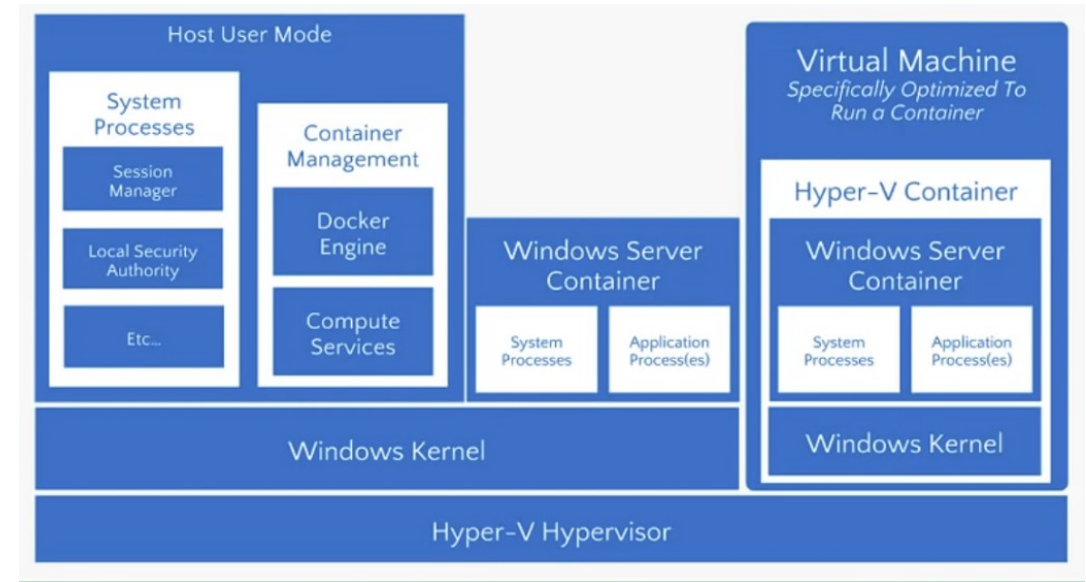 Host User Mode
System
Processes
Session
Manager
Local Security
Authority
Etc...
Container
Management
Docker
Engine
Compute
Services
Windows Server
Container
System
Processes
Application
Process(es)
Virtual Machine
Specifically Optimized To
Run a Container
Hyper-V Container
Windows Server
Container
System
Processes
Application
Process(es)
Windows Kernel
Windows Kernel
Hyper-V Hypervisor